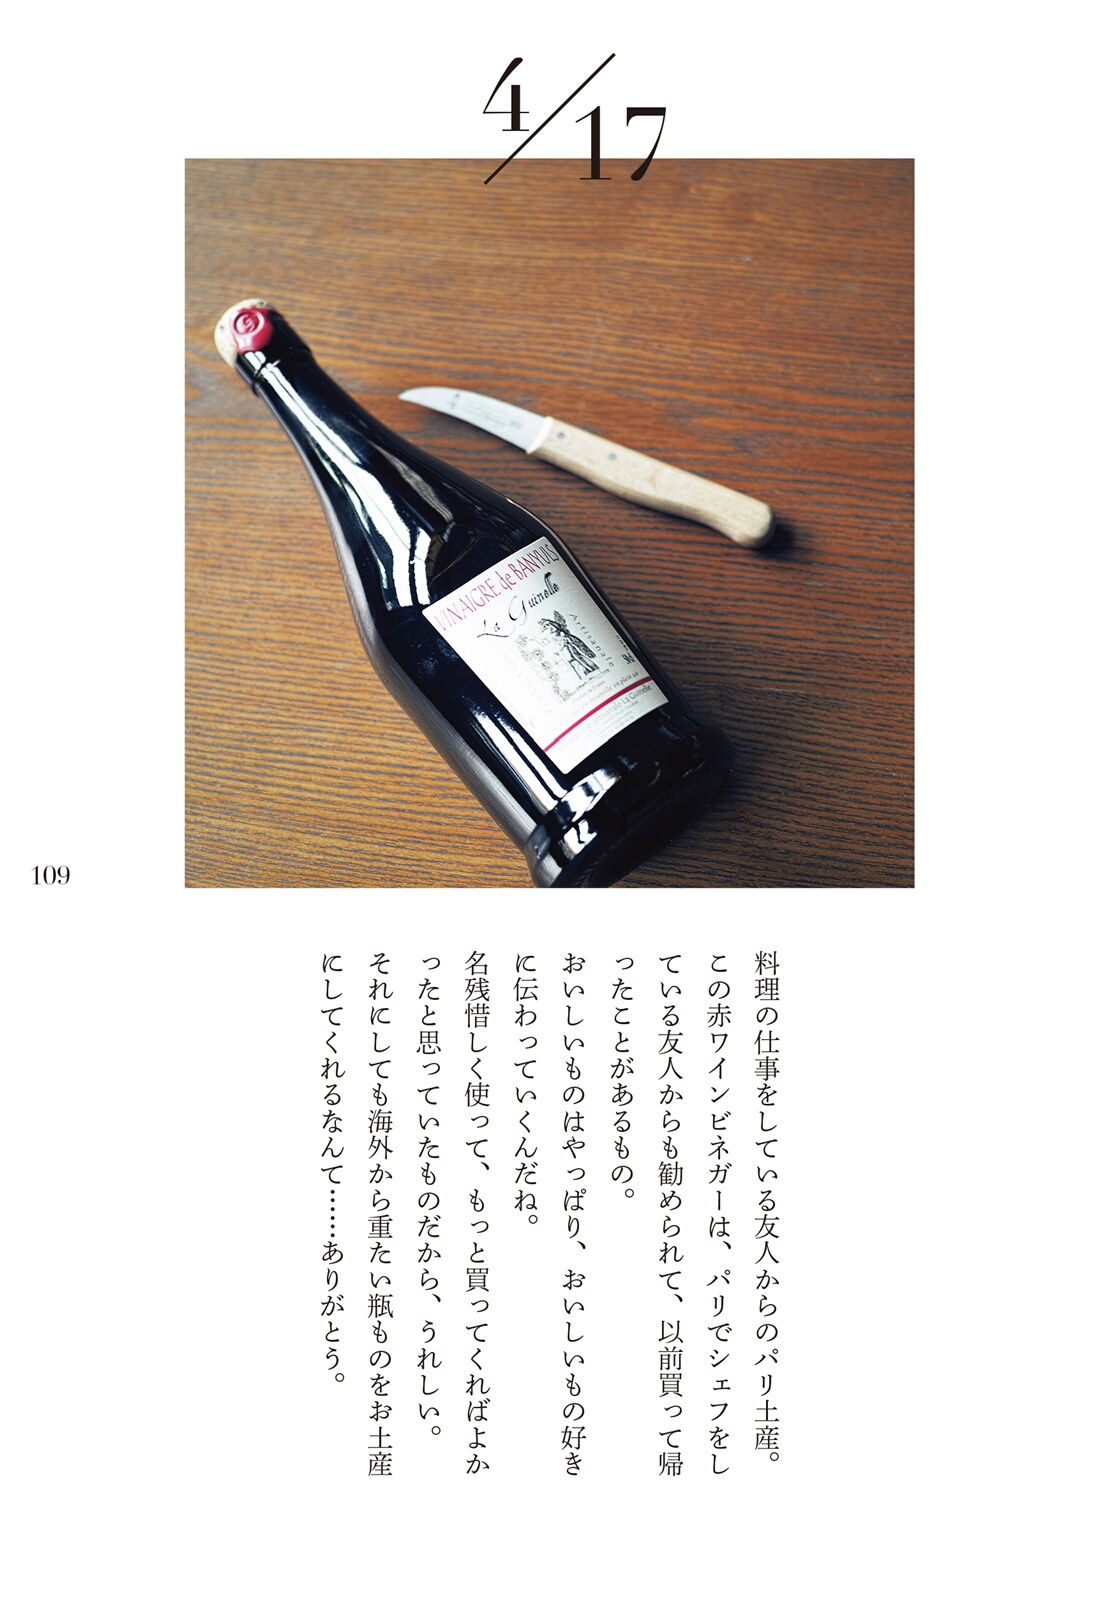 4/17
VINAIGRE de BANYULS
La Guinelle
Artisanale
50cl
109
料理の仕事をしている友人からのパリ土産。
この赤ワインビネガーは、パリでシェフをし
ている友人からも勧められて、以前買って帰
ったことがあるもの。
おいしいものはやっぱり、おいしいもの好き
に伝わっていくんだね。
名残惜しく使って、もっと買ってくればよか
ったと思っていたものだから、うれしい。
それにしても海外から重たい瓶ものをお土産
にしてくれるなんて……ありがとう。